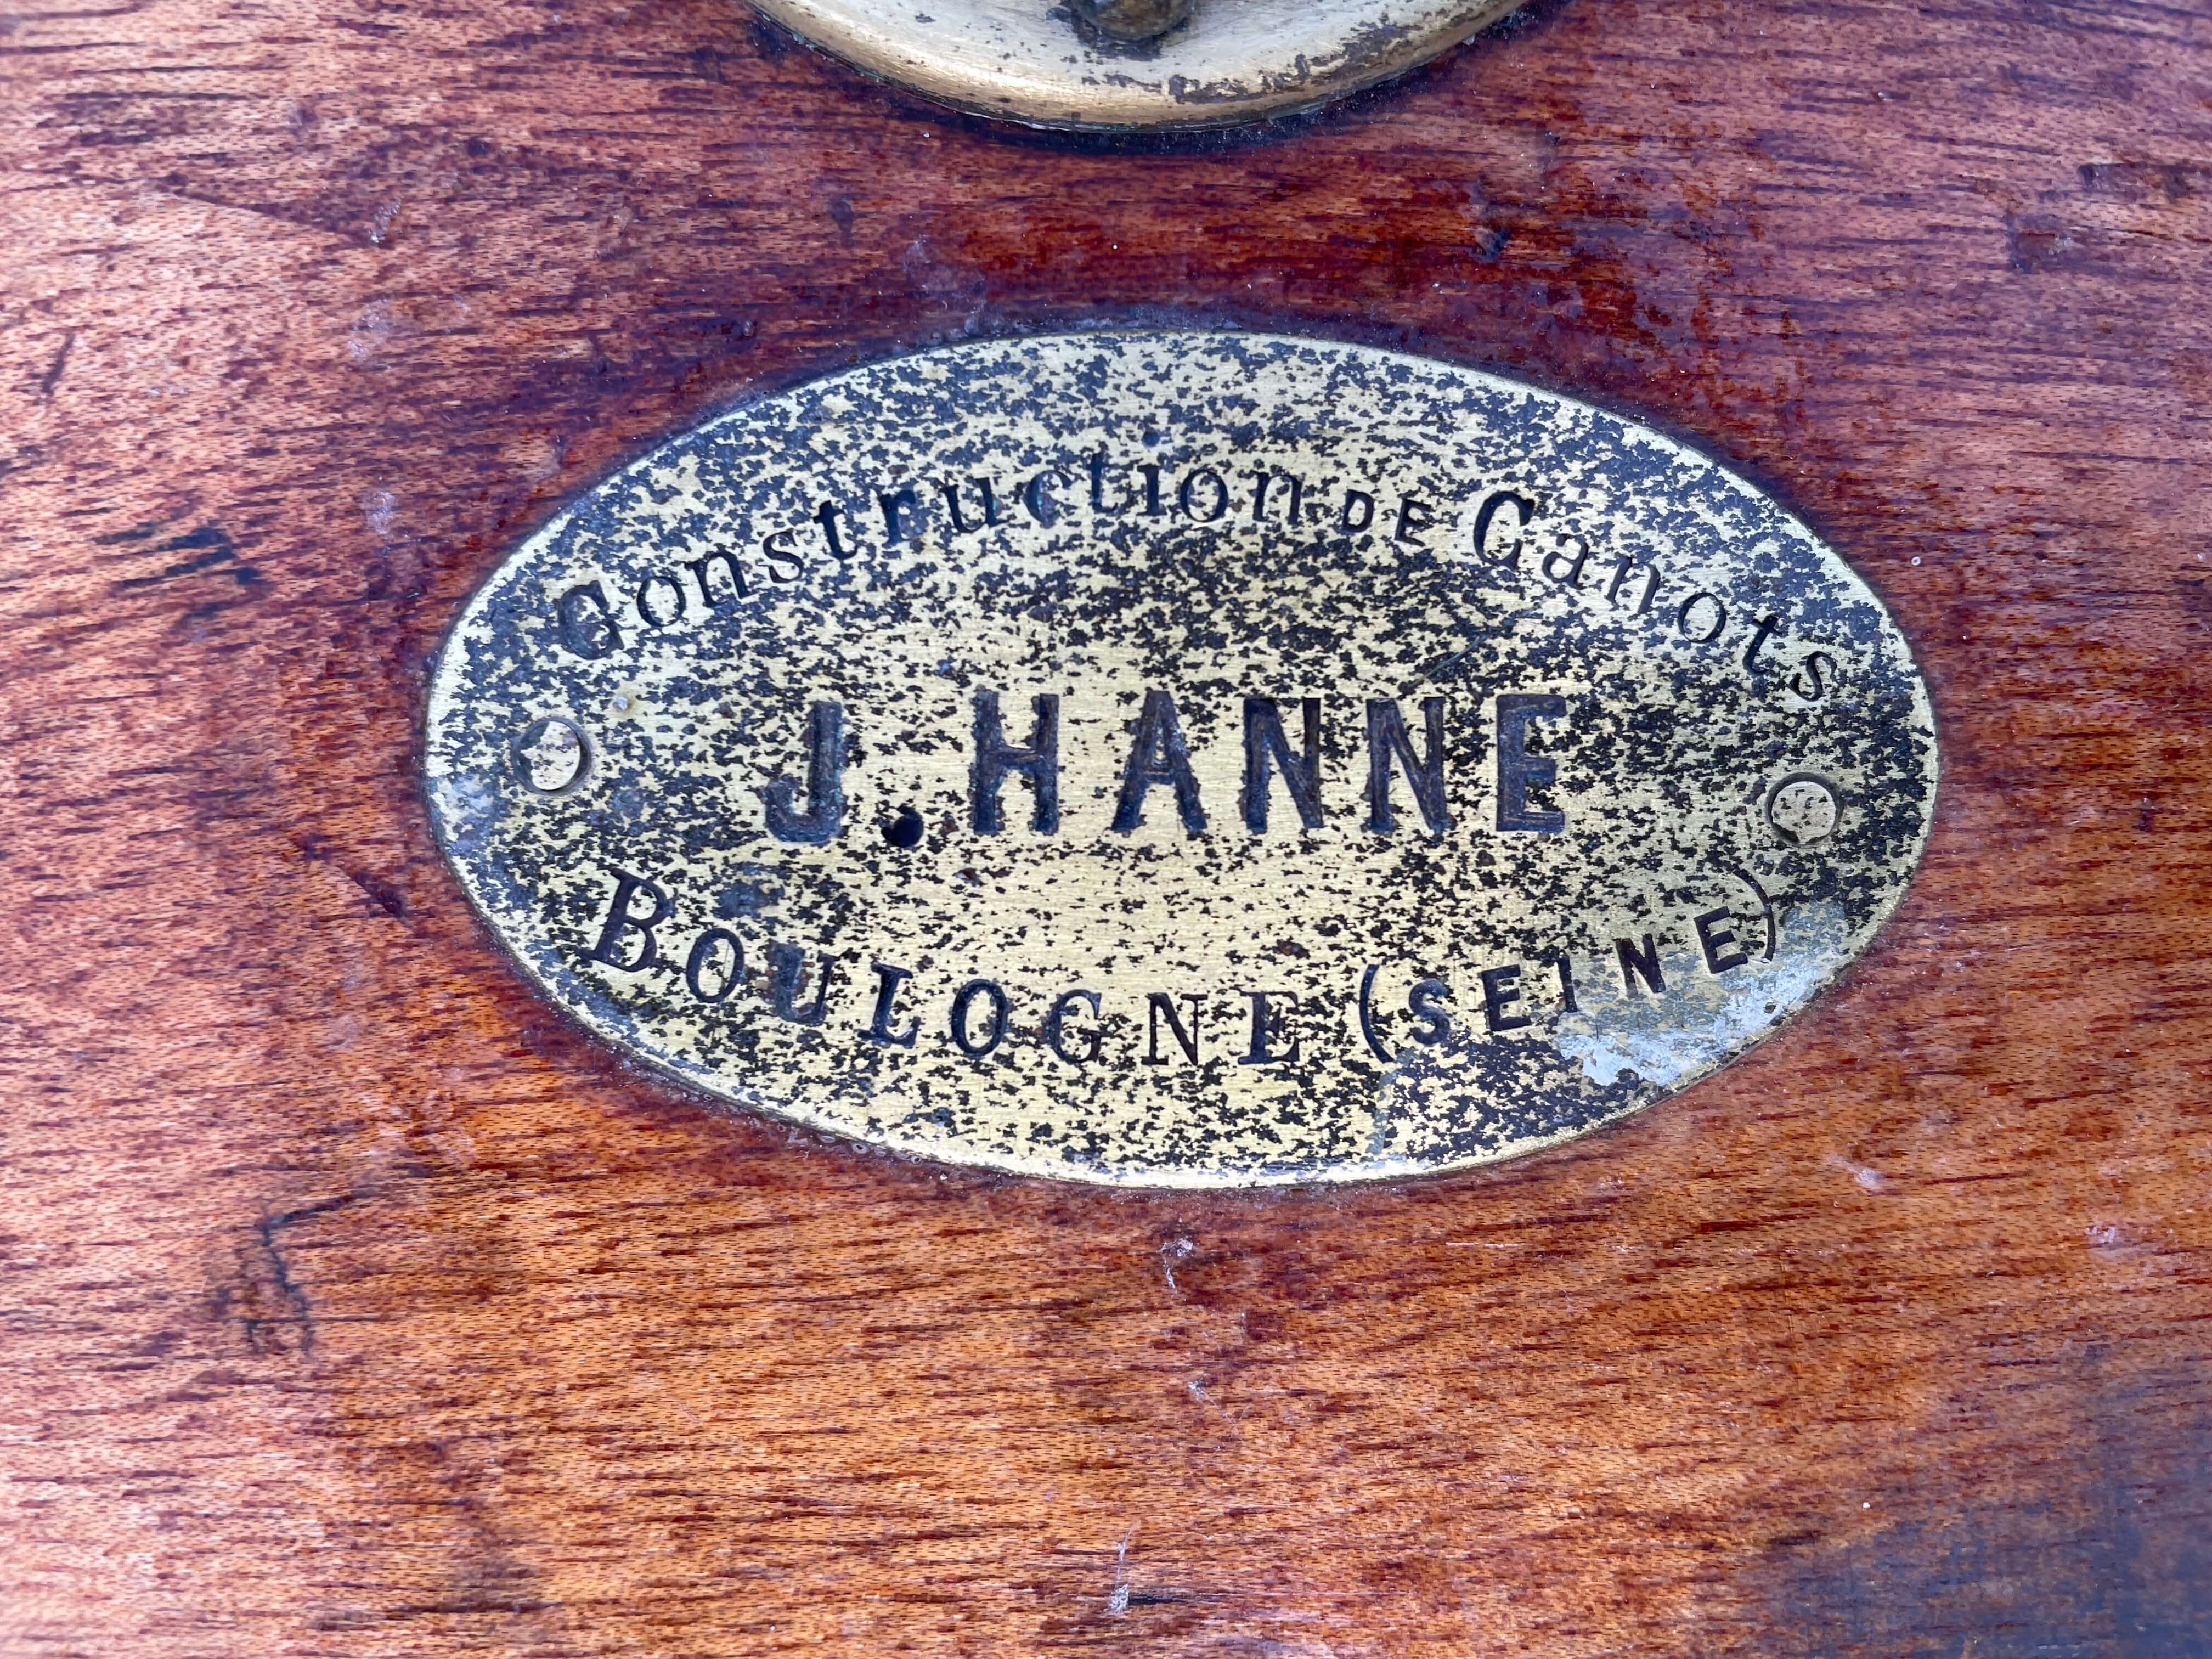 Construction DE Canots
J. HANNE
BOULOGNE (SEINE)